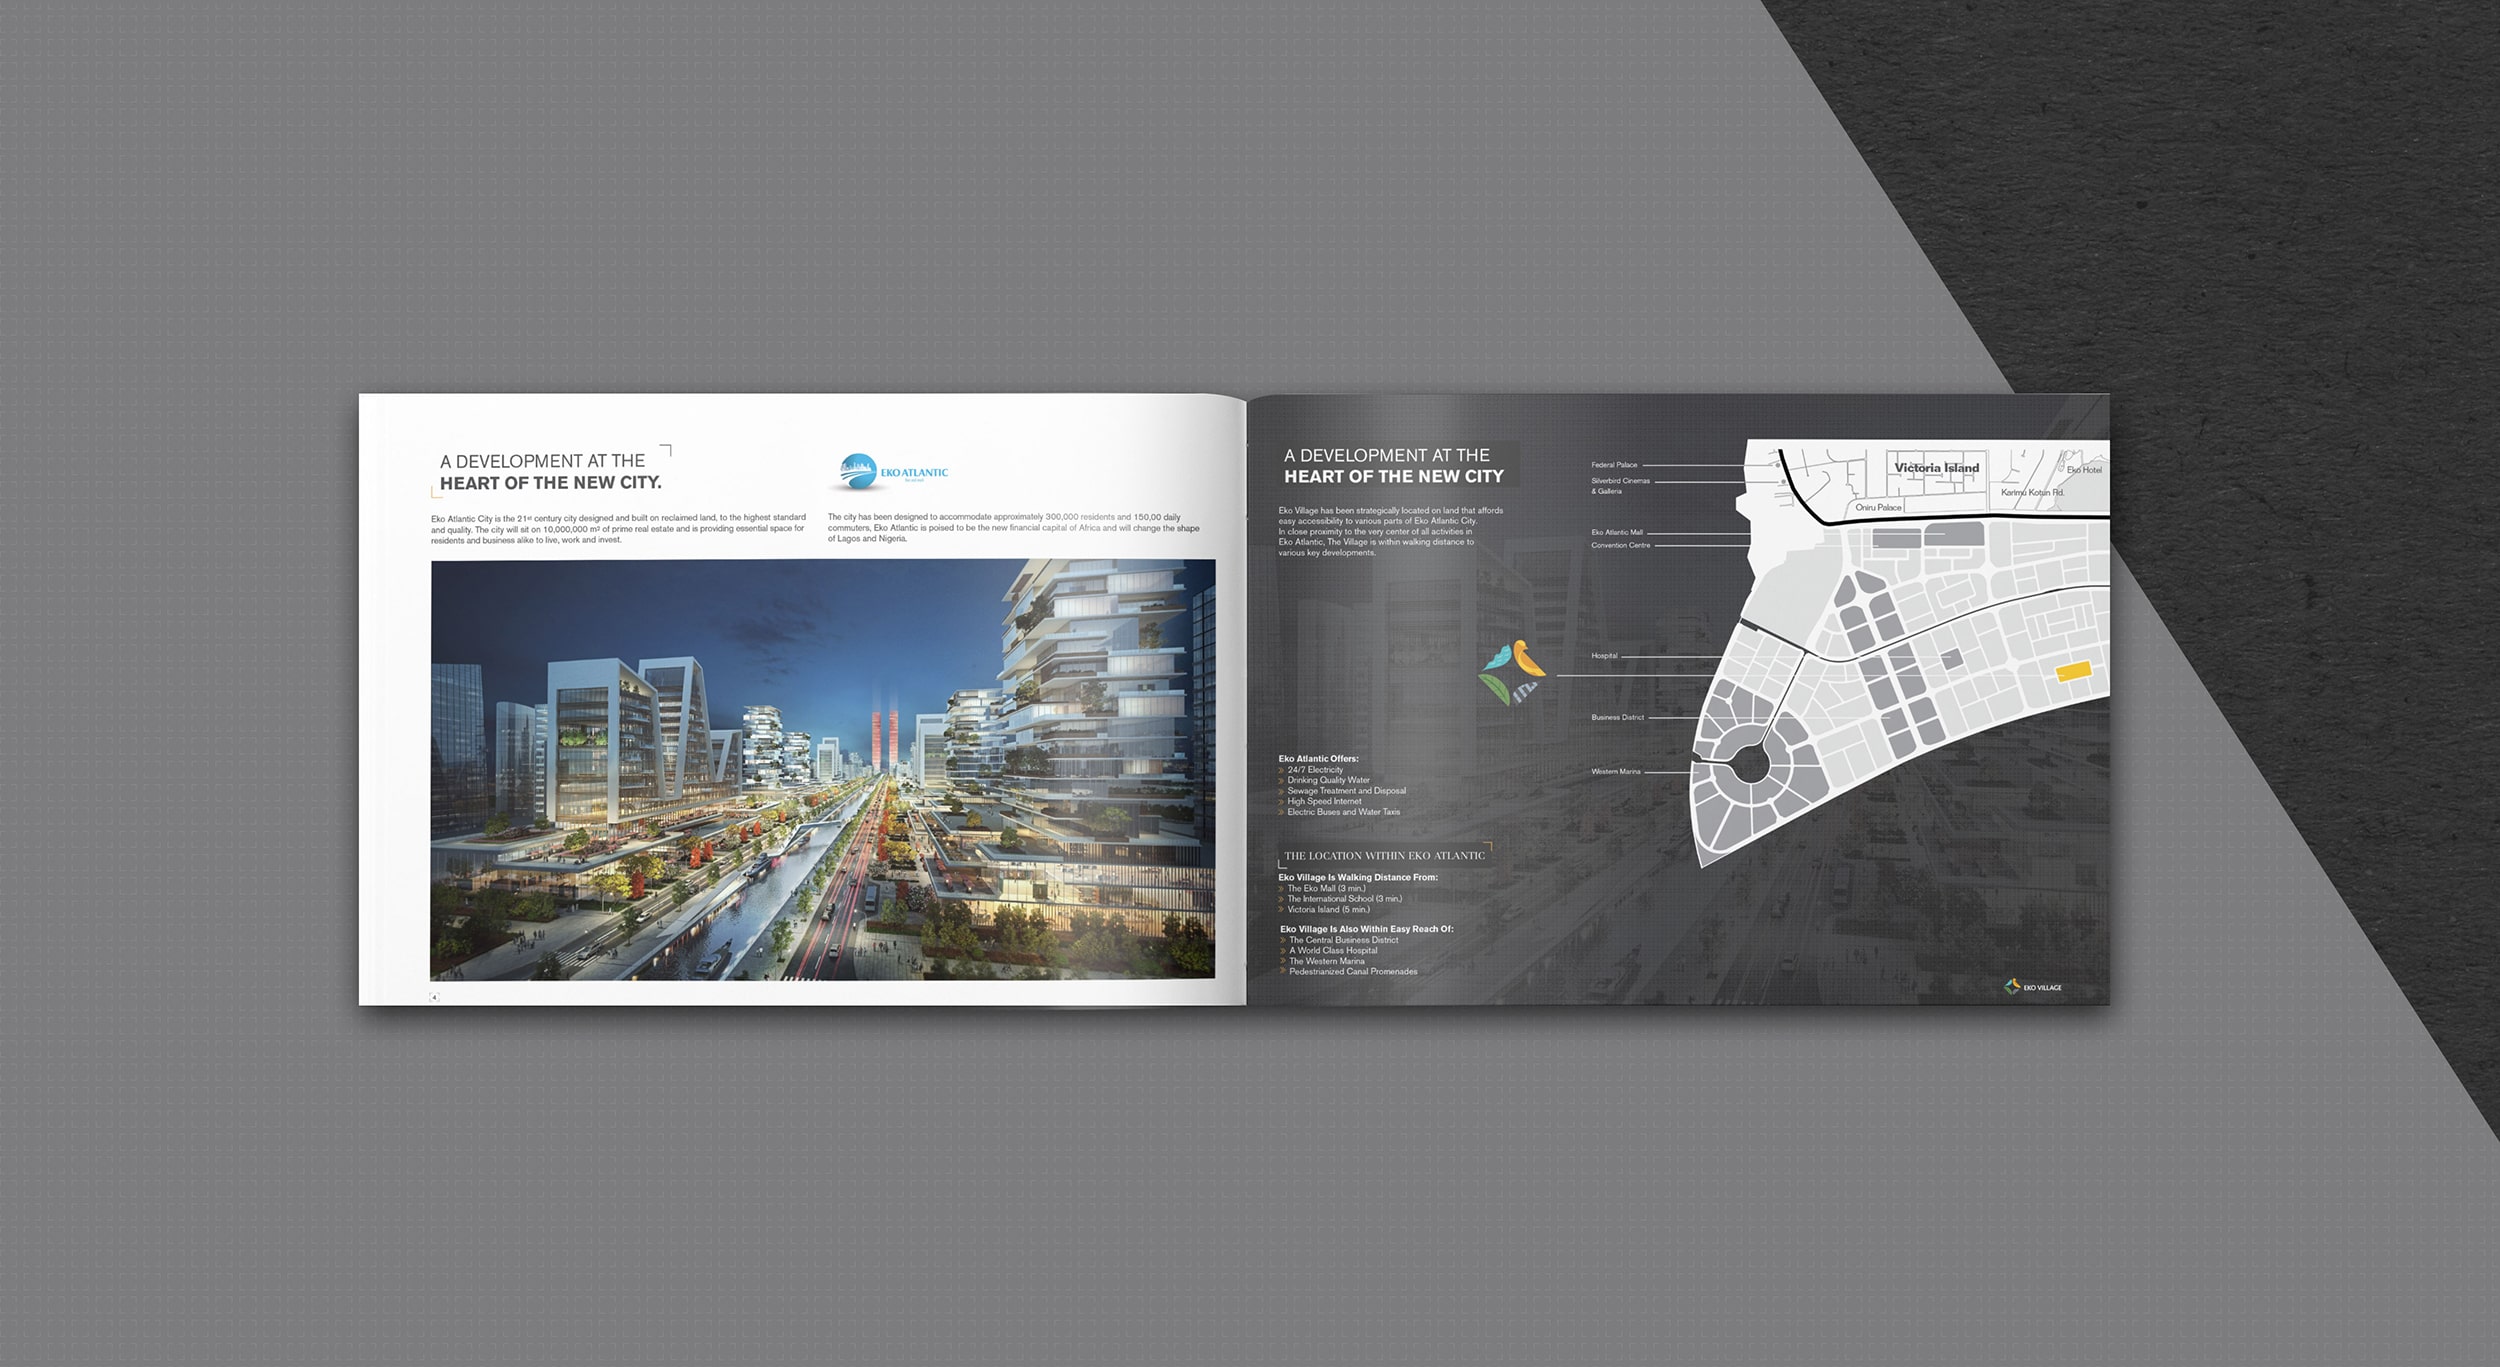 A DEVELOPMENT AT THE
HEART OF THE NEW CITY.
EKO ATLANTIC
Eko Atlantic City is the 21st century city designed and built on reclaimed land, to the highest standard
and quality. The city will sit on 10,000,000 m² of prime real estate and is providing essential space for
residents and business alike to live, work and invest.
The city has been designed to accommodate approximately 300,000 residents and 150,00 daily
commuters, Eko Atlantic is poised to be the new financial capital of Africa and will change the shape
of Lagos and Nigeria.
4
A DEVELOPMENT AT THE
HEART OF THE NEW CITY
Eko Village has been strategically located on land that affords
easy accessibility to various parts of Eko Atlantic City.
In close proximity to the very center of all activities in
Eko Atlantic, The Village is within walking distance to
various key developments.
Eko Atlantic Offers:
24/7 Electricity
Drinking Quality Water
Sewage Treatment and Disposal
High Speed Internet
Electric Buses and Water Taxis
THE LOCATION WITHIN EKO ATLANTIC
Eko Village Is Walking Distance From:
The Eko Mall (3 min.)
The International School (3 min.)
Victoria Island (5 min.)
Eko Village Is Also Within Easy Reach Of:
The Central Business District
A World Class Hospital
The Western Marina
Pedestrianized Canal Promenades
Federal Palace
Silverbird Cinemas
& Galleria
Eko Atlantic Mall
Convention Centre
Hospital
Business District
Western Marina
Victoria Island
Eko Hotel
Karimu Kotun Rd.
Oniru Palace
EKO VILLAGE